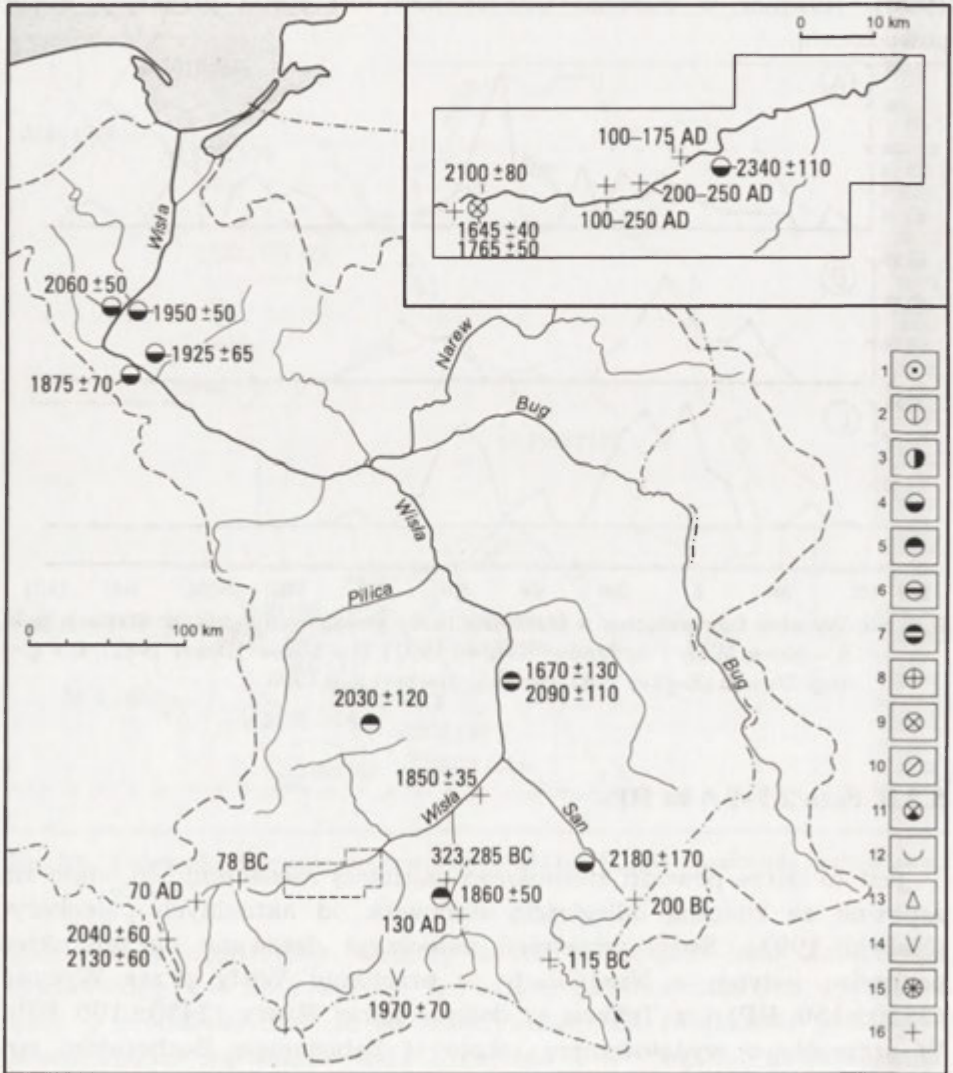 0 10 km
100–175 AD
2100 ±80
2340 ±110
200–250 AD
100–250 AD
1645 ±40
1765 ±50
Wisła
2060 ±50
1950 ±50
1925 ±65
1875 ±70
Narew
Bug
Wisła
Pilica
0 100 km
Bug
1670 ±130
2090 ±110
2030 ±120
1850 ±35
Wisła
San
78 BC
323,285 BC
2180 ±170
70 AD
1860 ±50
200 BC
130 AD
2040 ±60
2130 ±60
115 BC
V
1970 ±70
1
2
3
4
5
6
7
8
9
10
11
12
13
14 V
15
16